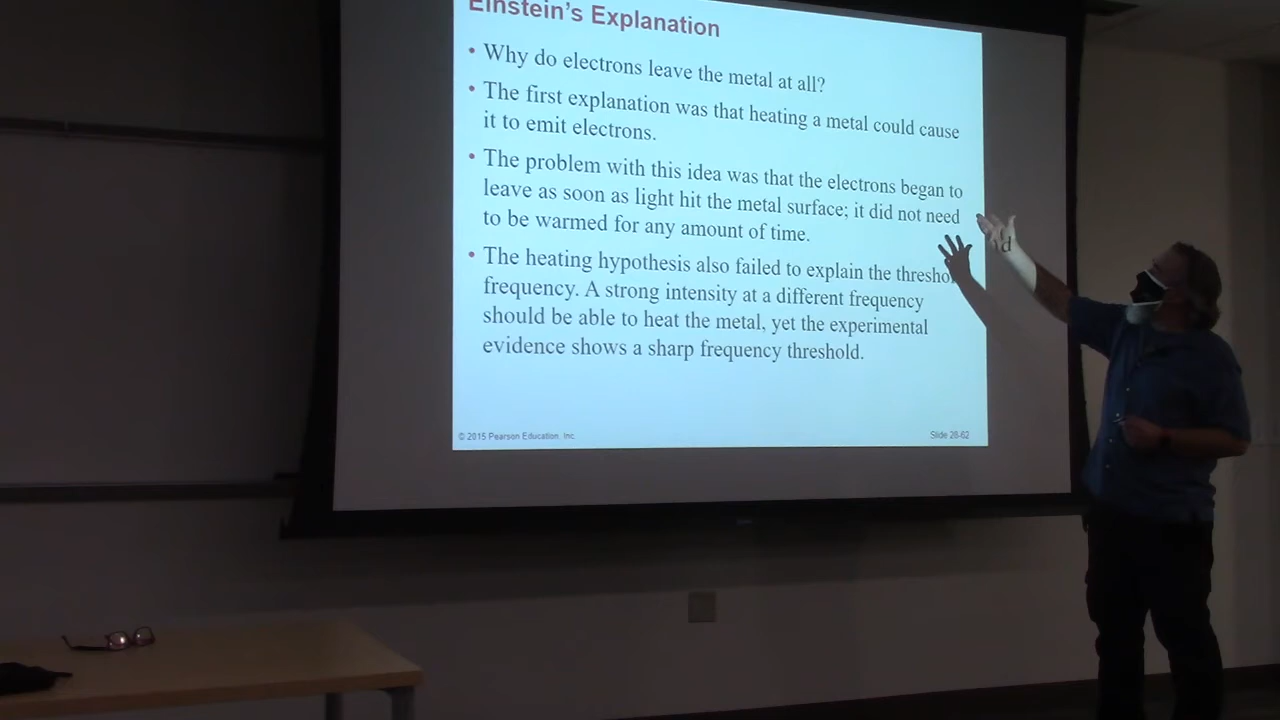 Einstein's Explanation
• Why do electrons leave the metal at all?
• The first explanation was that heating a metal could cause
it to emit electrons.
• The problem with this idea was that the electrons began to
leave as soon as light hit the metal surface; it did not need
to be warmed for any amount of time.
• The heating hypothesis also failed to explain the threshold
frequency. A strong intensity at a different frequency
should be able to heat the metal, yet the experimental
evidence shows a sharp frequency threshold.
© 2015 Pearson Education, Inc.
Slide 28-62